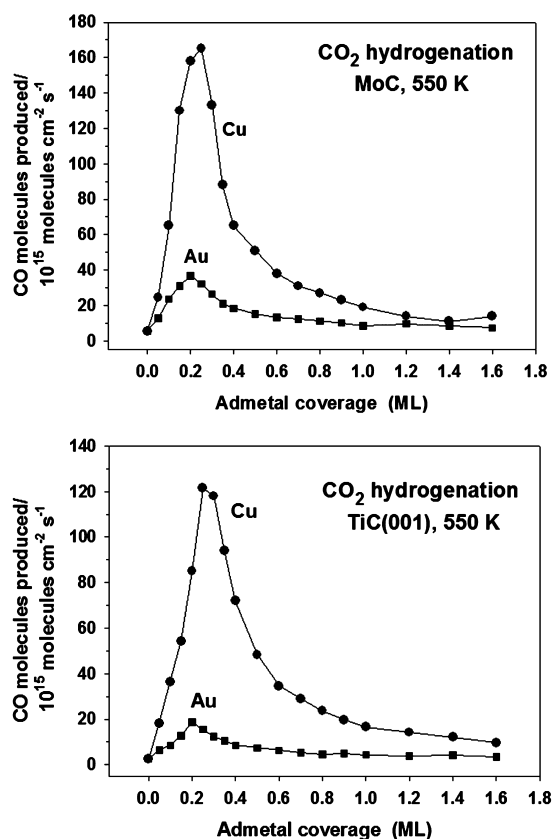 CO2 hydrogenation
MoC, 550 K
Cu
Au
CO molecules produced/
10^15 molecules cm^-2 s^-1
180
160
140
120
100
80
60
40
20
0
0.0 0.2 0.4 0.6 0.8 1.0 1.2 1.4 1.6 1.8
Admetal coverage (ML)
CO2 hydrogenation
TiC(001), 550 K
Cu
Au
CO molecules produced/
10^15 molecules cm^-2 s^-1
140
120
100
80
60
40
20
0
0.0 0.2 0.4 0.6 0.8 1.0 1.2 1.4 1.6 1.8
Admetal coverage (ML)